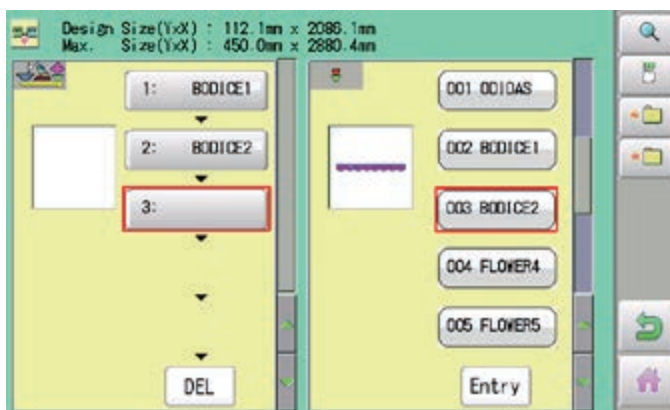 Design Size(YxX) : 112.1mm x 2086.1mm
Max. Size(YxX) : 450.0mm x 2880.4mm
1: BODICE1
2: BODICE2
3:
DEL
001 ODIDAS
002 BODICE1
003 BODICE2
004 FLOWER4
005 FLOWER5
Entry